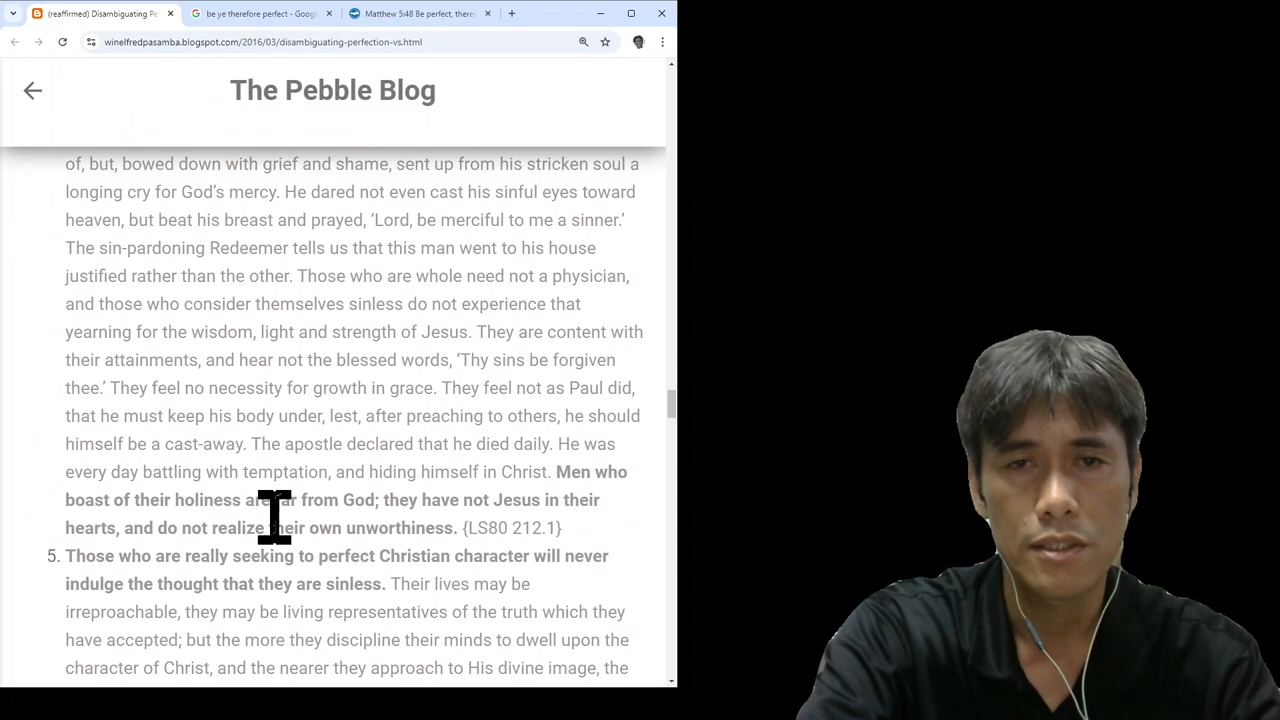 (reaffirmed) Disambiguating Pe
be ye therefore perfect - Googl
Matthew 5:48 Be perfect, theref
winelfredpasamba.blogspot.com/2016/03/disambiguating-perfection-vs.html
The Pebble Blog
of, but, bowed down with grief and shame, sent up from his stricken soul a
longing cry for God’s mercy. He dared not even cast his sinful eyes toward
heaven, but beat his breast and prayed, ‘Lord, be merciful to me a sinner.’
The sin-pardoning Redeemer tells us that this man went to his house
justified rather than the other. Those who are whole need not a physician,
and those who consider themselves sinless do not experience that
yearning for the wisdom, light and strength of Jesus. They are content with
their attainments, and hear not the blessed words, ‘Thy sins be forgiven
thee.’ They feel no necessity for growth in grace. They feel not as Paul did,
that he must keep his body under, lest, after preaching to others, he should
himself be a cast-away. The apostle declared that he died daily. He was
every day battling with temptation, and hiding himself in Christ. Men who
boast of their holiness are far from God; they have not Jesus in their
hearts, and do not realize their own unworthiness. {LS80 212.1}
5. Those who are really seeking to perfect Christian character will never
indulge the thought that they are sinless. Their lives may be
irreproachable, they may be living representatives of the truth which they
have accepted; but the more they discipline their minds to dwell upon the
character of Christ, and the nearer they approach to His divine image, the